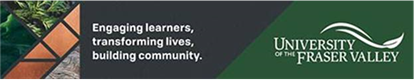 Engaging learners,
transforming lives,
building community.
UNIVERSITY
OF THE FRASER VALLEY